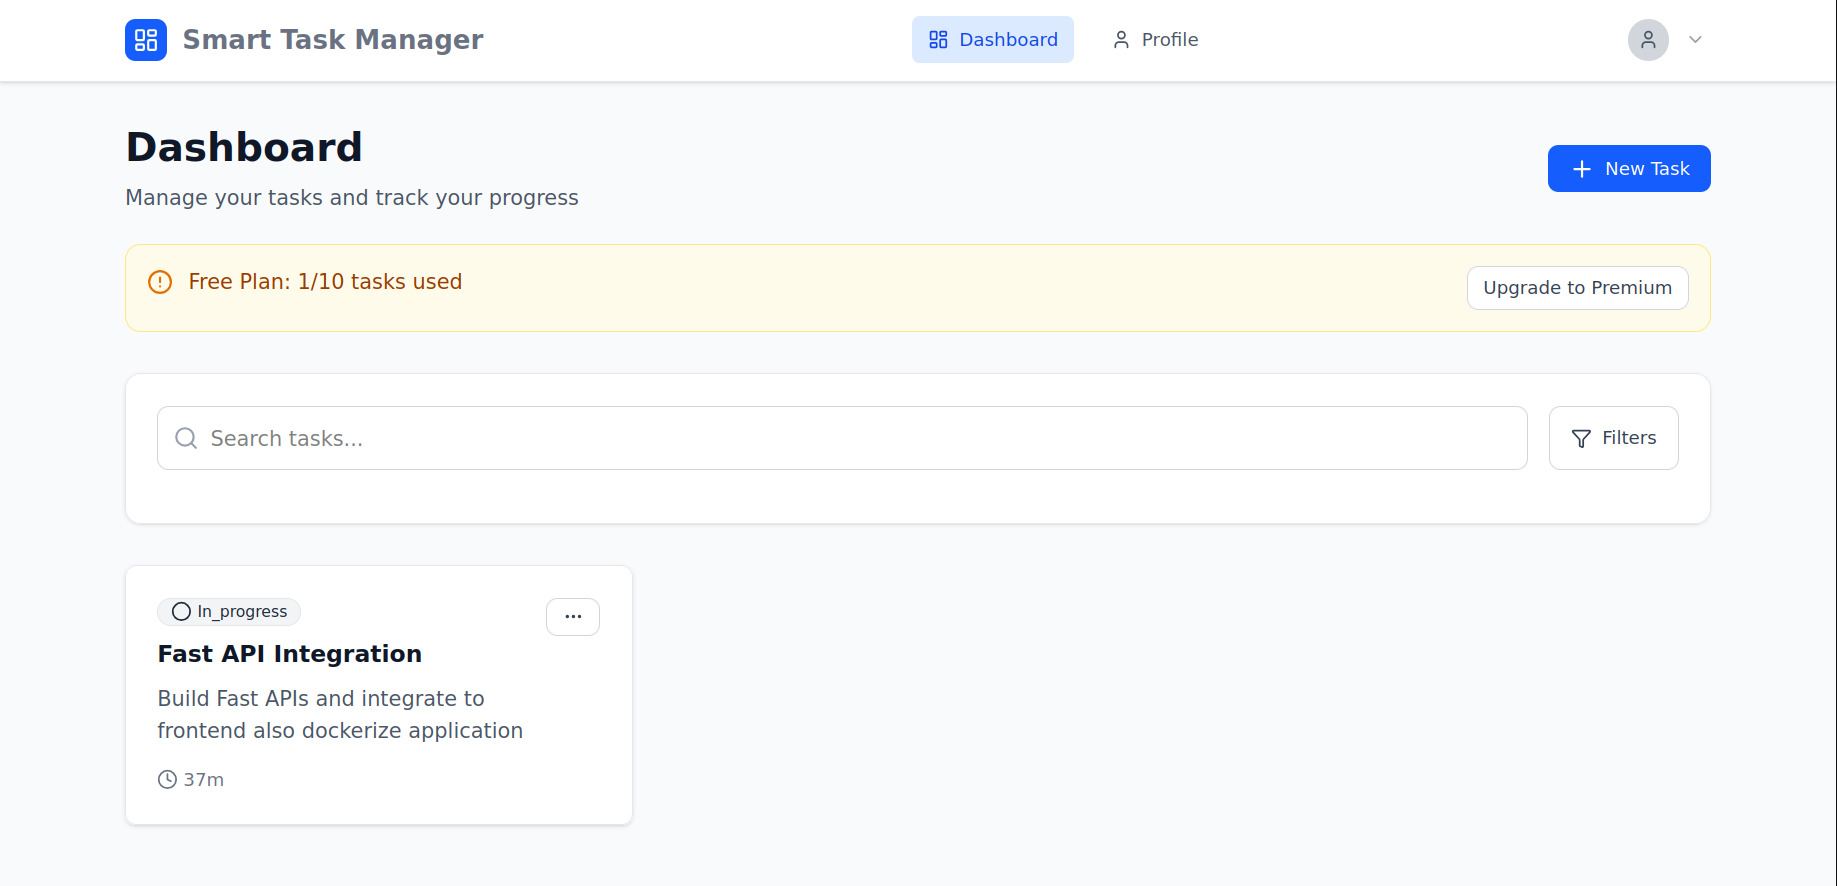 Smart Task Manager
Dashboard
Profile
Dashboard
Manage your tasks and track your progress
New Task
Free Plan: 1/10 tasks used
Upgrade to Premium
Search tasks...
Filters
In_progress
Fast API Integration
Build Fast APIs and integrate to
frontend also dockerize application
37m